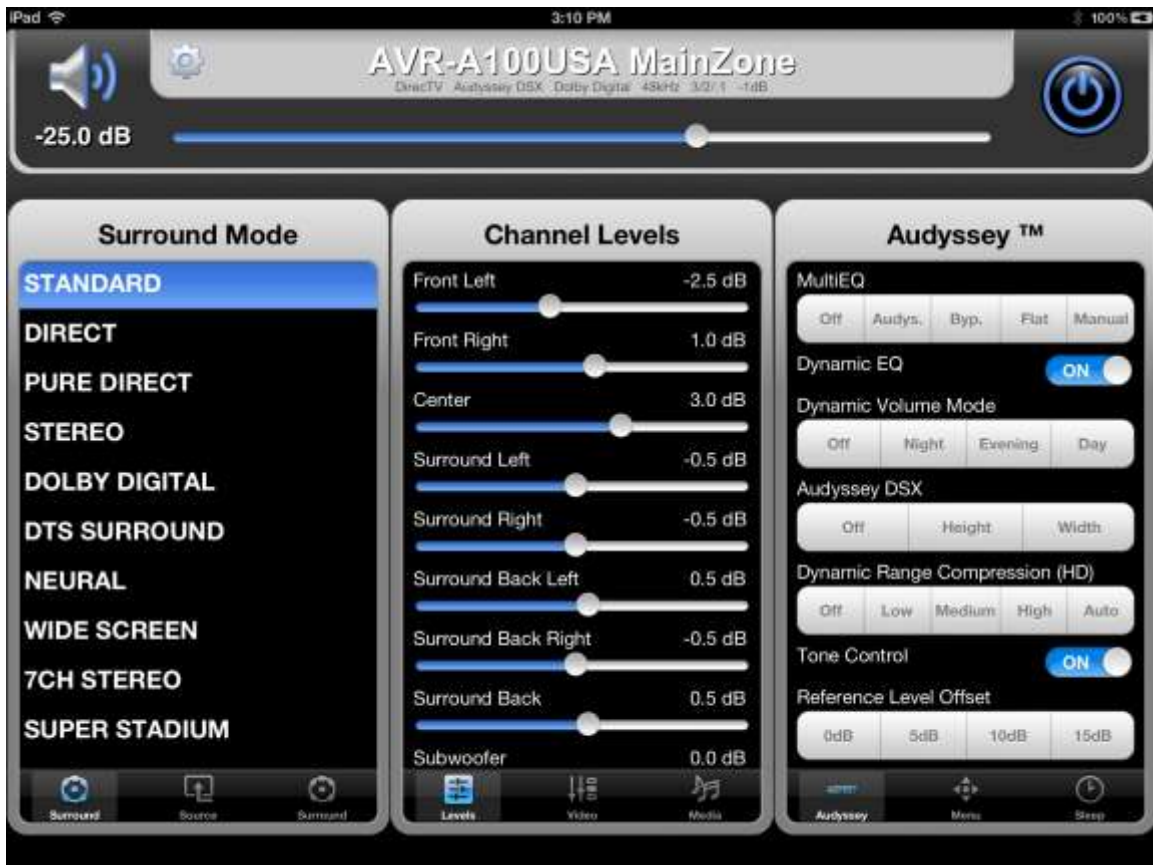 iPad 3:10 PM 100%
AVR-A100USA MainZone
DirecTV Audyssey DSX Dolby Digital 48kHz 3/2/.1 -1dB
-25.0 dB
Surround Mode
STANDARD
DIRECT
PURE DIRECT
STEREO
DOLBY DIGITAL
DTS SURROUND
NEURAL
WIDE SCREEN
7CH STEREO
SUPER STADIUM
Surround Source Surround
Channel Levels
Front Left -2.5 dB
Front Right 1.0 dB
Center 3.0 dB
Surround Left -0.5 dB
Surround Right -0.5 dB
Surround Back Left 0.5 dB
Surround Back Right -0.5 dB
Surround Back 0.5 dB
Subwoofer 0.0 dB
Levels Video Media
Audyssey ™
MultiEQ
Off Audys. Byp. Flat Manual
Dynamic EQ ON
Dynamic Volume Mode
Off Night Evening Day
Audyssey DSX
Off Height Width
Dynamic Range Compression (HD)
Off Low Medium High Auto
Tone Control ON
Reference Level Offset
0dB 5dB 10dB 15dB
Audyssey Menu Sleep